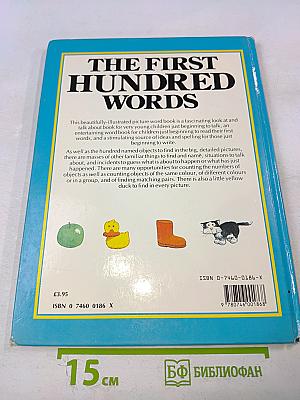 THE FIRST
HUNDRED
WORDS
This beautifully-illustrated picture word book is a fascinating look at and
talk about book for very young children just beginning to talk, an
entertaining word book for children just beginning to read their first
words, and a stimulating source of ideas and spelling for those just
beginning to write.
As well as the hundred named objects to find in the big, detailed pictures,
there are masses of other familiar things to find and name, situations to talk
about, and incidents to guess what is about to happen or what has just
happened. There are many opportunities for counting the numbers of
objects as well as counting objects of the same colour, of different colours
or in a group, and of finding matching pairs. There is also a little yellow
duck to find in every picture.
ISBN 0-7460-0186-X
£3.95
ISBN 0 7460 0186 X
9 780746 001868
15 СМ
БФ БИБЛИОФАН